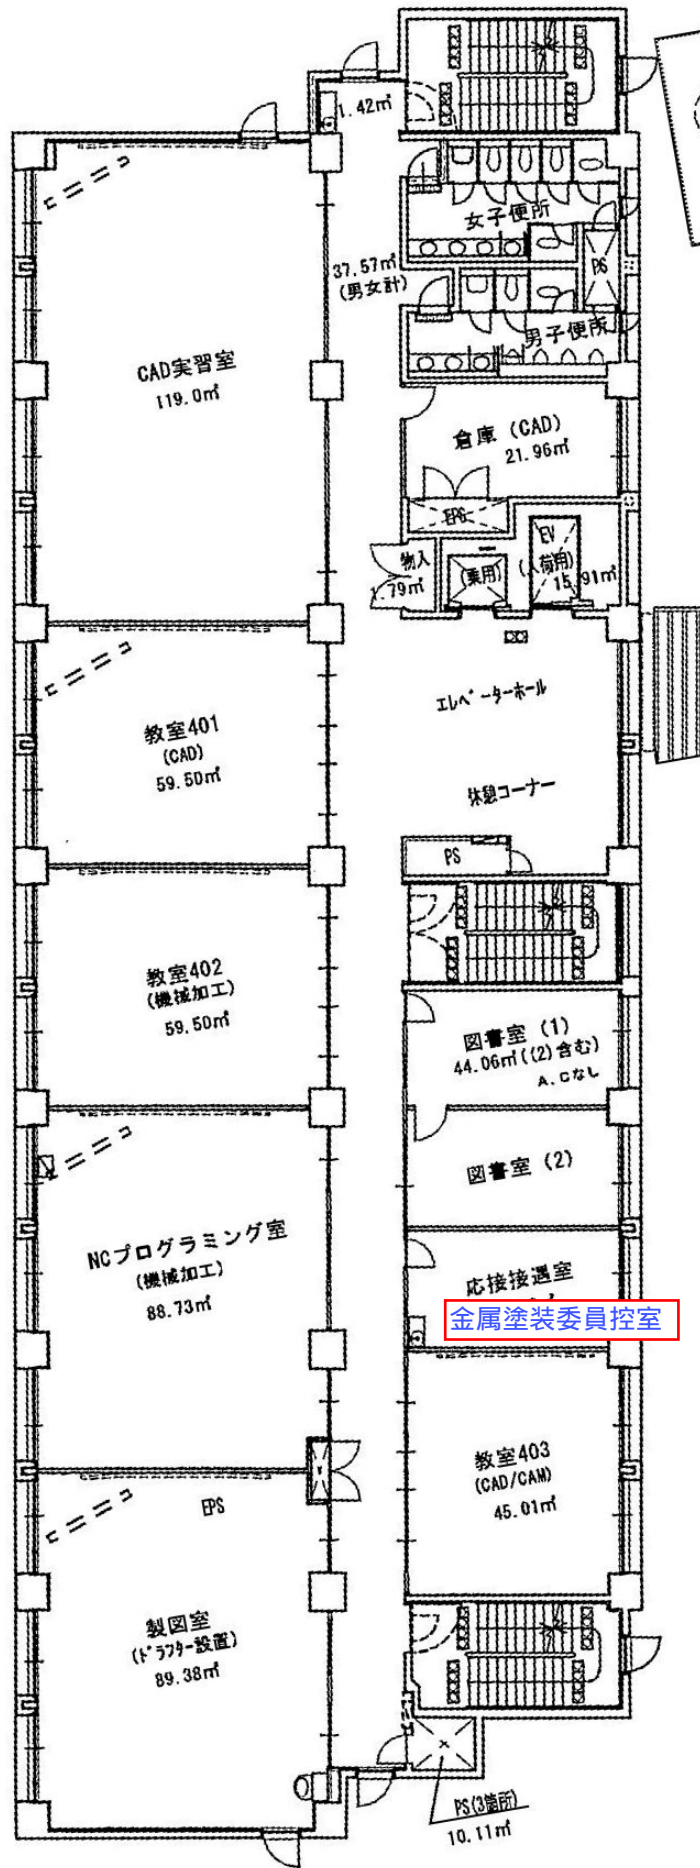 1.42㎡
女子便所
37.57㎡
(男女計)
PS
男子便所
CAD実習室
119.0㎡
倉庫 (CAD)
21.96㎡
EPS
物入
1.79㎡
(乗用)
EV
(人荷用)
15.91㎡
エレベーターホール
教室401
(CAD)
59.50㎡
休憩コーナー
PS
教室402
(機械加工)
59.50㎡
図書室 (1)
44.06㎡((2)含む)
A.Cなし
図書室 (2)
NCプログラミング室
(機械加工)
88.73㎡
応接接遇室
金属塗装委員控室
教室403
(CAD/CAM)
45.01㎡
EPS
製図室
(ドラフター設置)
89.38㎡
PS(3箇所)
10.11㎡